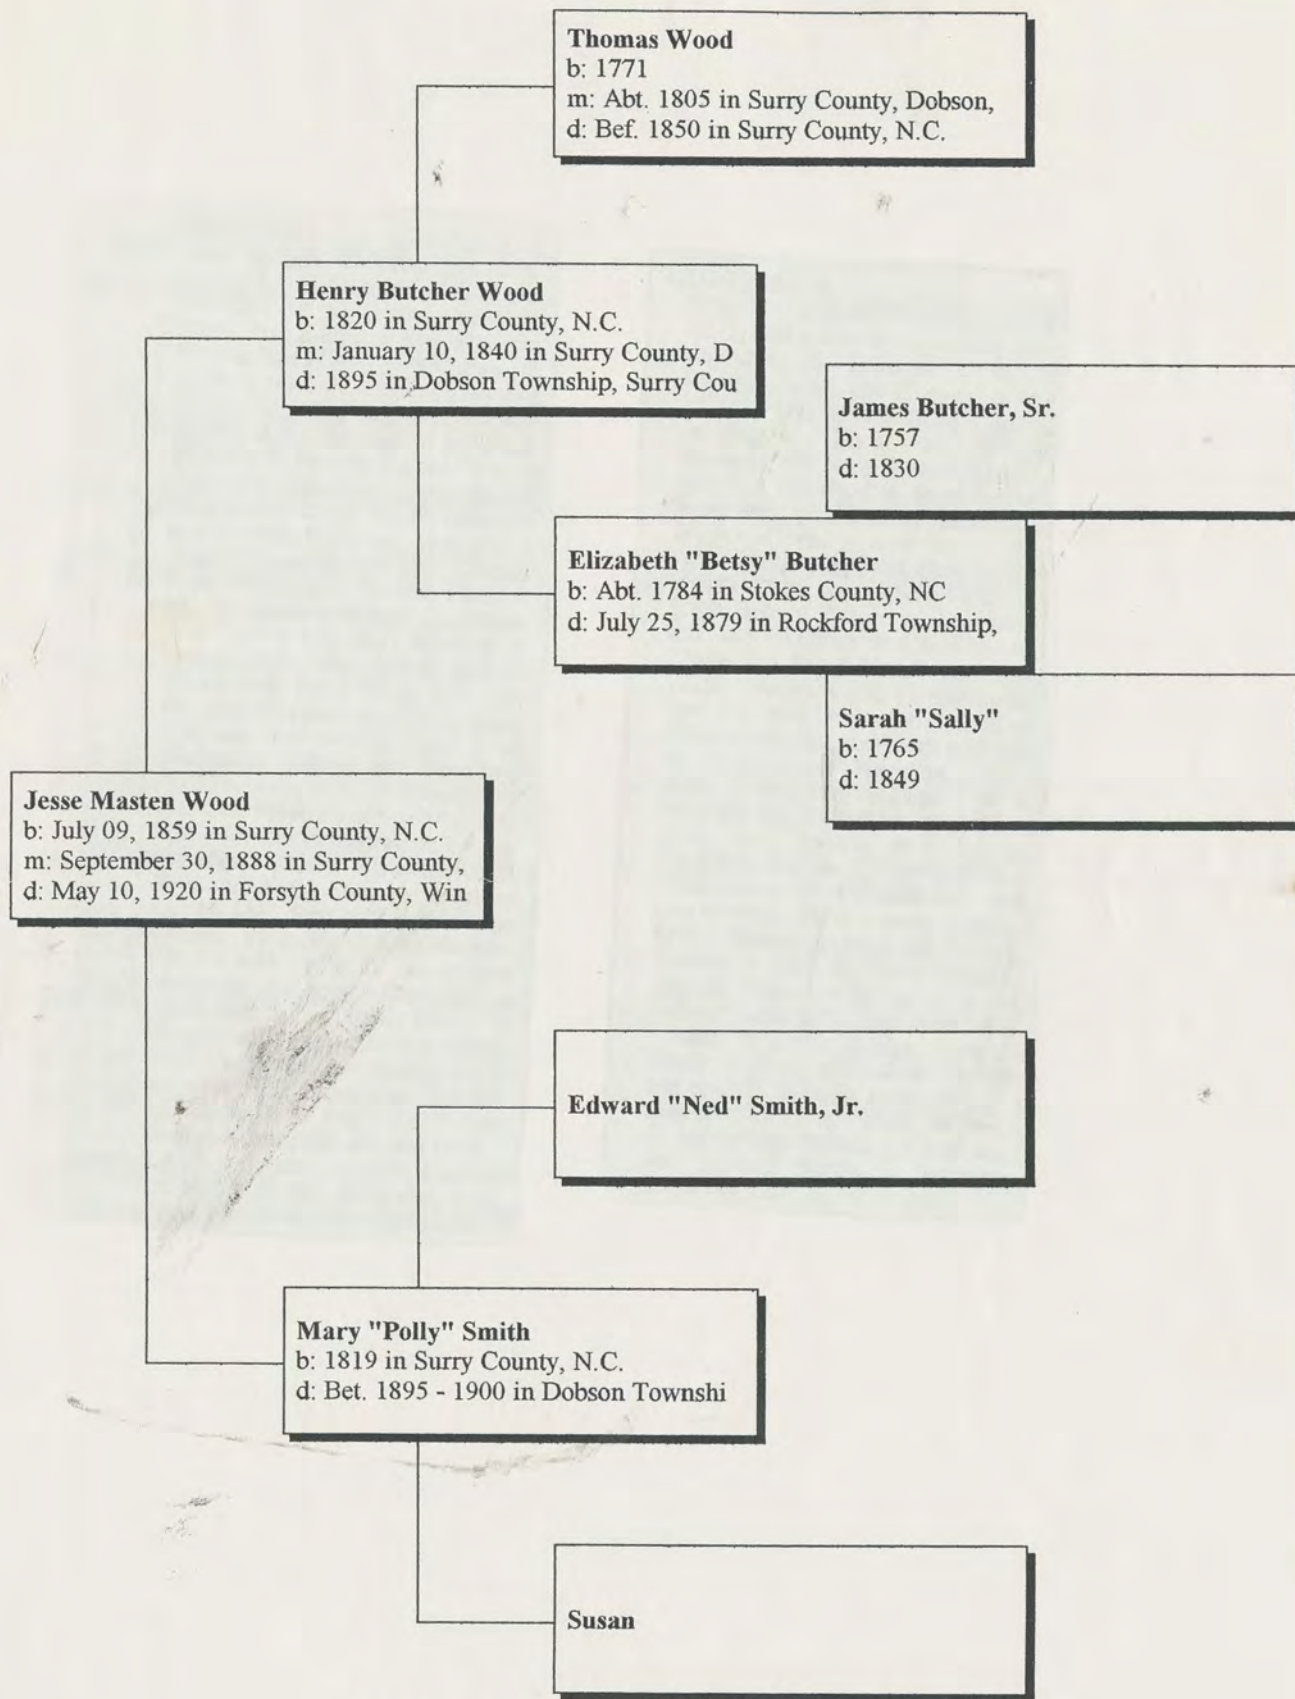 Thomas Wood
b: 1771
m: Abt. 1805 in Surry County, Dobson,
d: Bef. 1850 in Surry County, N.C.
Henry Butcher Wood
b: 1820 in Surry County, N.C.
m: January 10, 1840 in Surry County, D
d: 1895 in Dobson Township, Surry Cou
James Butcher, Sr.
b: 1757
d: 1830
Elizabeth "Betsy" Butcher
b: Abt. 1784 in Stokes County, NC
d: July 25, 1879 in Rockford Township,
Sarah "Sally"
b: 1765
d: 1849
Jesse Masten Wood
b: July 09, 1859 in Surry County, N.C.
m: September 30, 1888 in Surry County,
d: May 10, 1920 in Forsyth County, Win
Edward "Ned" Smith, Jr.
Mary "Polly" Smith
b: 1819 in Surry County, N.C.
d: Bet. 1895 - 1900 in Dobson Townshi
Susan